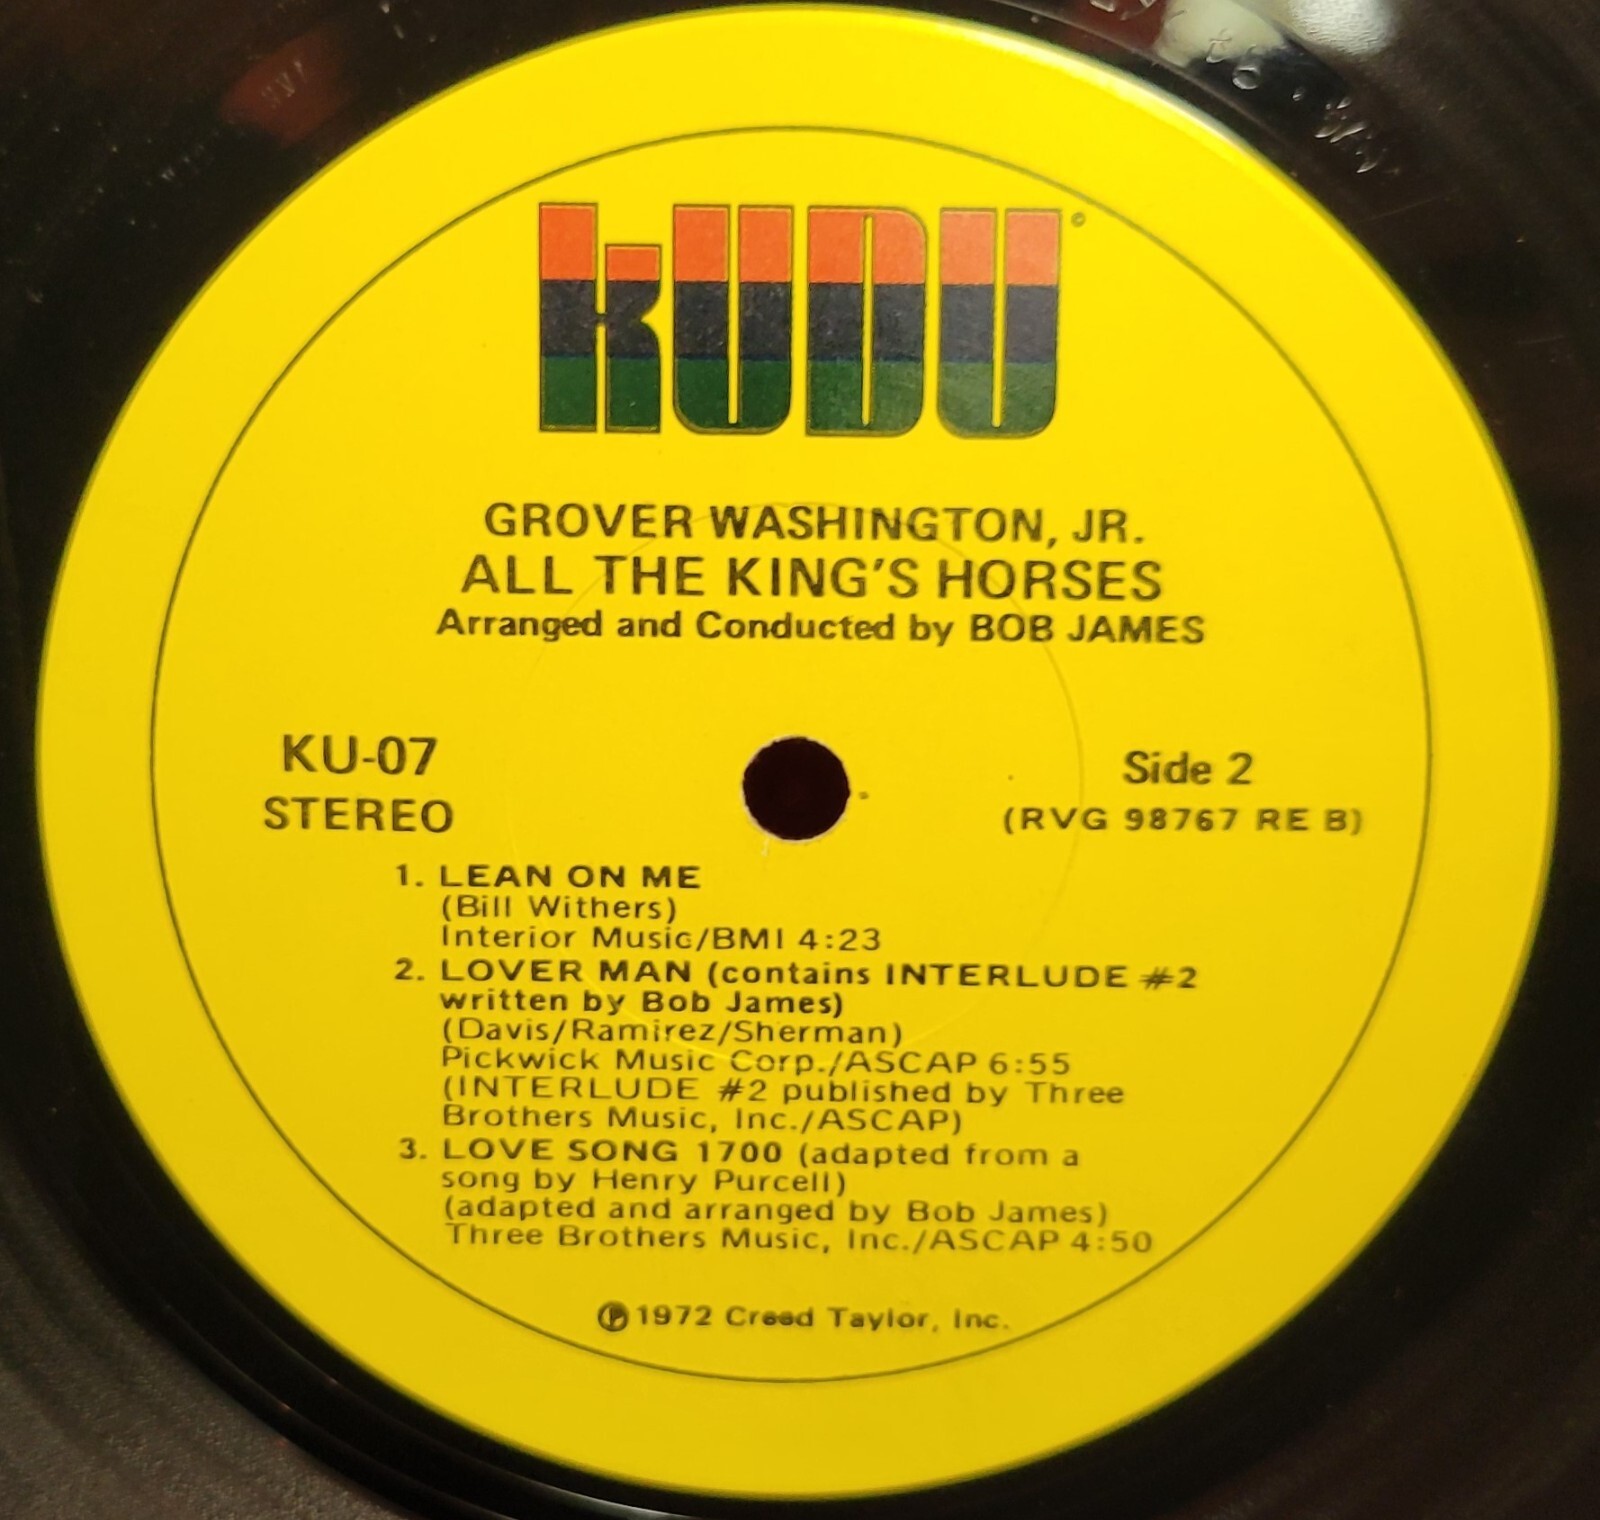 KUDU ©
GROVER WASHINGTON, JR.
ALL THE KING'S HORSES
Arranged and Conducted by BOB JAMES
KU-07
STEREO
Side 2
(RVG 98767 RE B)
1. LEAN ON ME
(Bill Withers)
Interior Music/BMI 4:23
2. LOVER MAN (contains INTERLUDE #2
written by Bob James)
(Davis/Ramirez/Sherman)
Pickwick Music Corp./ASCAP 6:55
(INTERLUDE #2 published by Three
Brothers Music, Inc./ASCAP)
3. LOVE SONG 1700 (adapted from a
song by Henry Purcell)
(adapted and arranged by Bob James)
Three Brothers Music, Inc./ASCAP 4:50
℗ 1972 Creed Taylor, Inc.